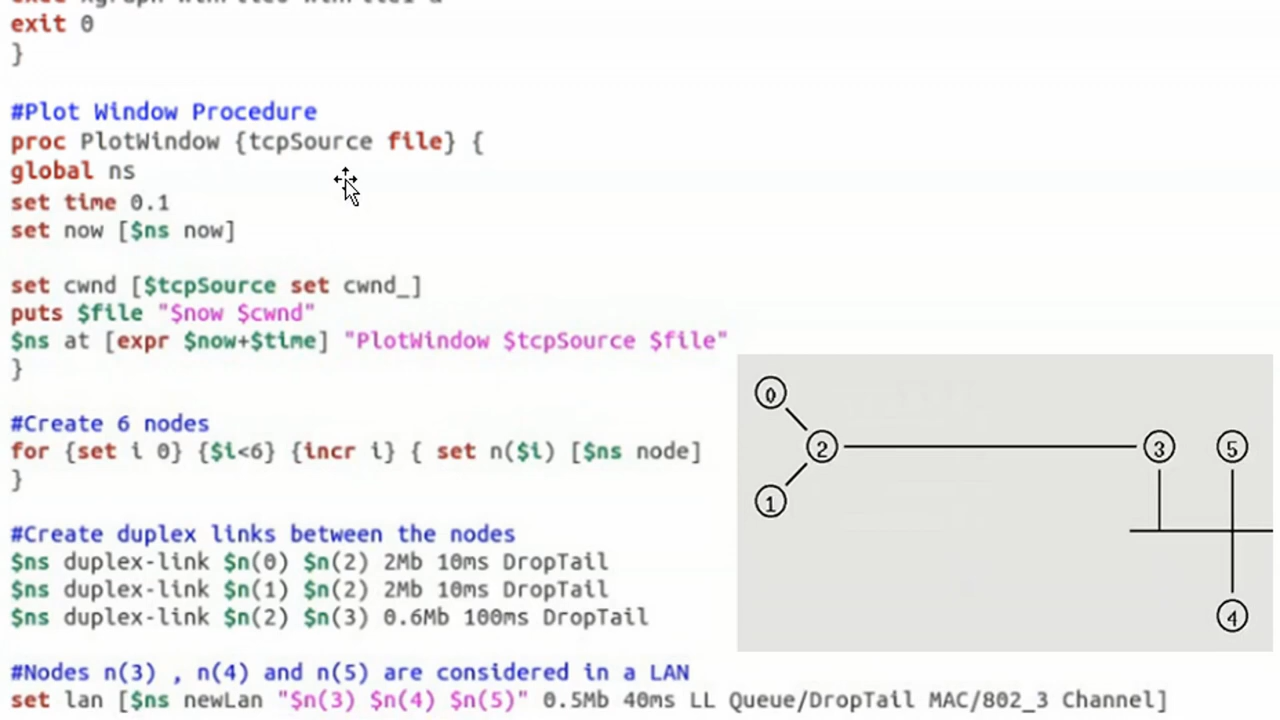 exit 0
}
#Plot Window Procedure
proc PlotWindow {tcpSource file} {
global ns
set time 0.1
set now [$ns now]
set cwnd [$tcpSource set cwnd_]
puts $file "$now $cwnd"
$ns at [expr $now+$time] "PlotWindow $tcpSource $file"
}
#Create 6 nodes
for {set i 0} {$i<6} {incr i} { set n($i) [$ns node]
}
#Create duplex links between the nodes
$ns duplex-link $n(0) $n(2) 2Mb 10ms DropTail
$ns duplex-link $n(1) $n(2) 2Mb 10ms DropTail
$ns duplex-link $n(2) $n(3) 0.6Mb 100ms DropTail
#Nodes n(3) , n(4) and n(5) are considered in a LAN
set lan [$ns newLan "$n(3) $n(4) $n(5)" 0.5Mb 40ms LL Queue/DropTail MAC/802_3 Channel]
0
2
3
5
1
4